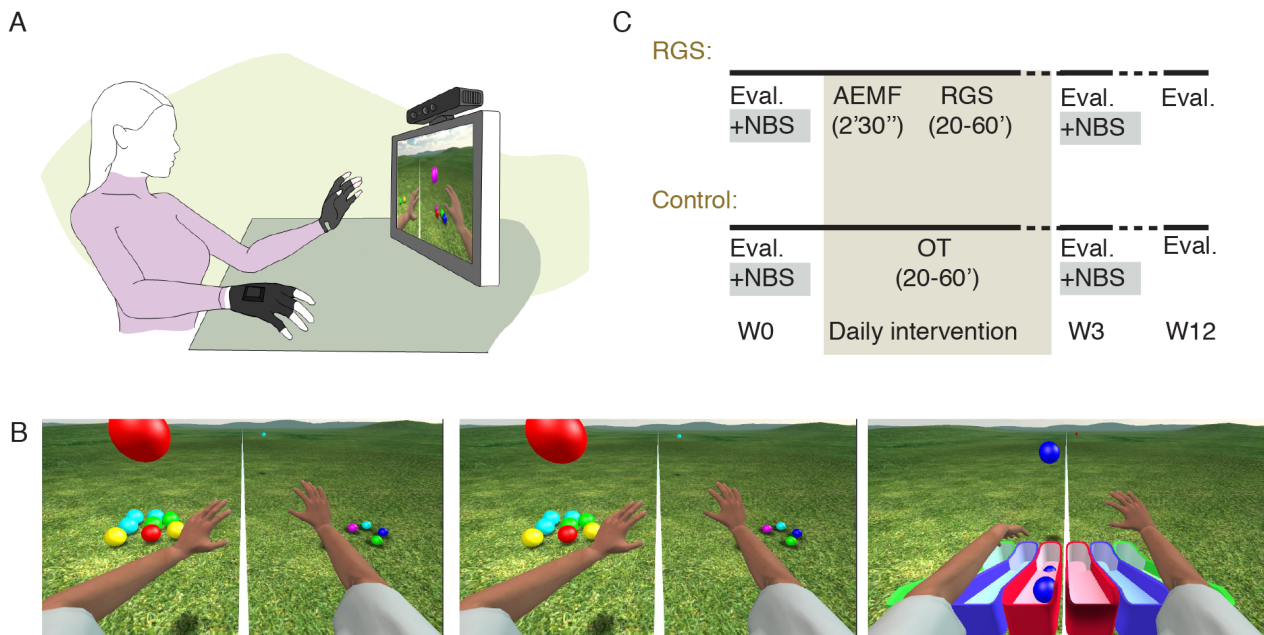 A
C
RGS:
Eval. AEMF RGS Eval. Eval.
+NBS (2'30'') (20-60') +NBS
Control:
Eval. OT Eval. Eval.
+NBS (20-60') +NBS
W0 Daily intervention W3 W12
B